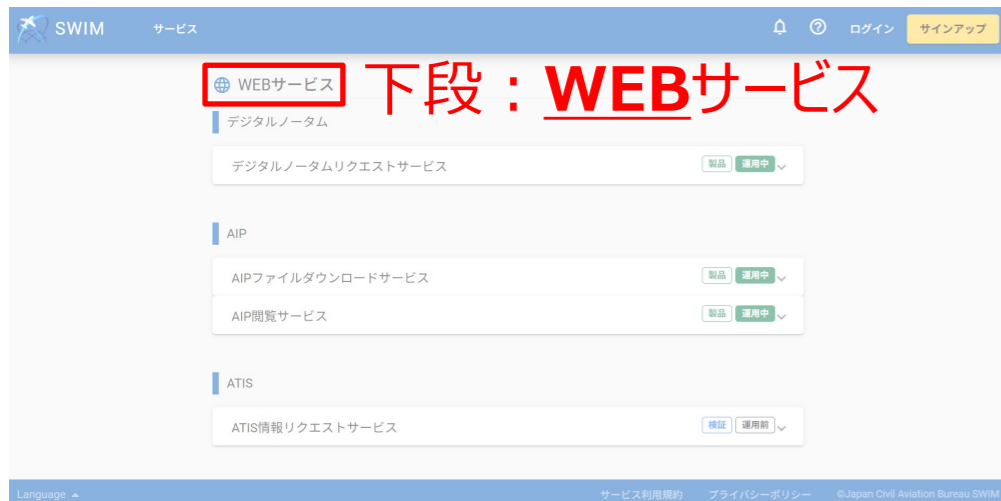 SWIM サービス ログイン サインアップ
WEBサービス 下段：WEBサービス
デジタルノータム
デジタルノータムリクエストサービス 製品 運用中
AIP
AIPファイルダウンロードサービス 製品 運用中
AIP閲覧サービス 製品 運用中
ATIS
ATIS情報リクエストサービス 検証 運用前
Language サービス利用規約 プライバシーポリシー ©Japan Civil Aviation Bureau SWIM